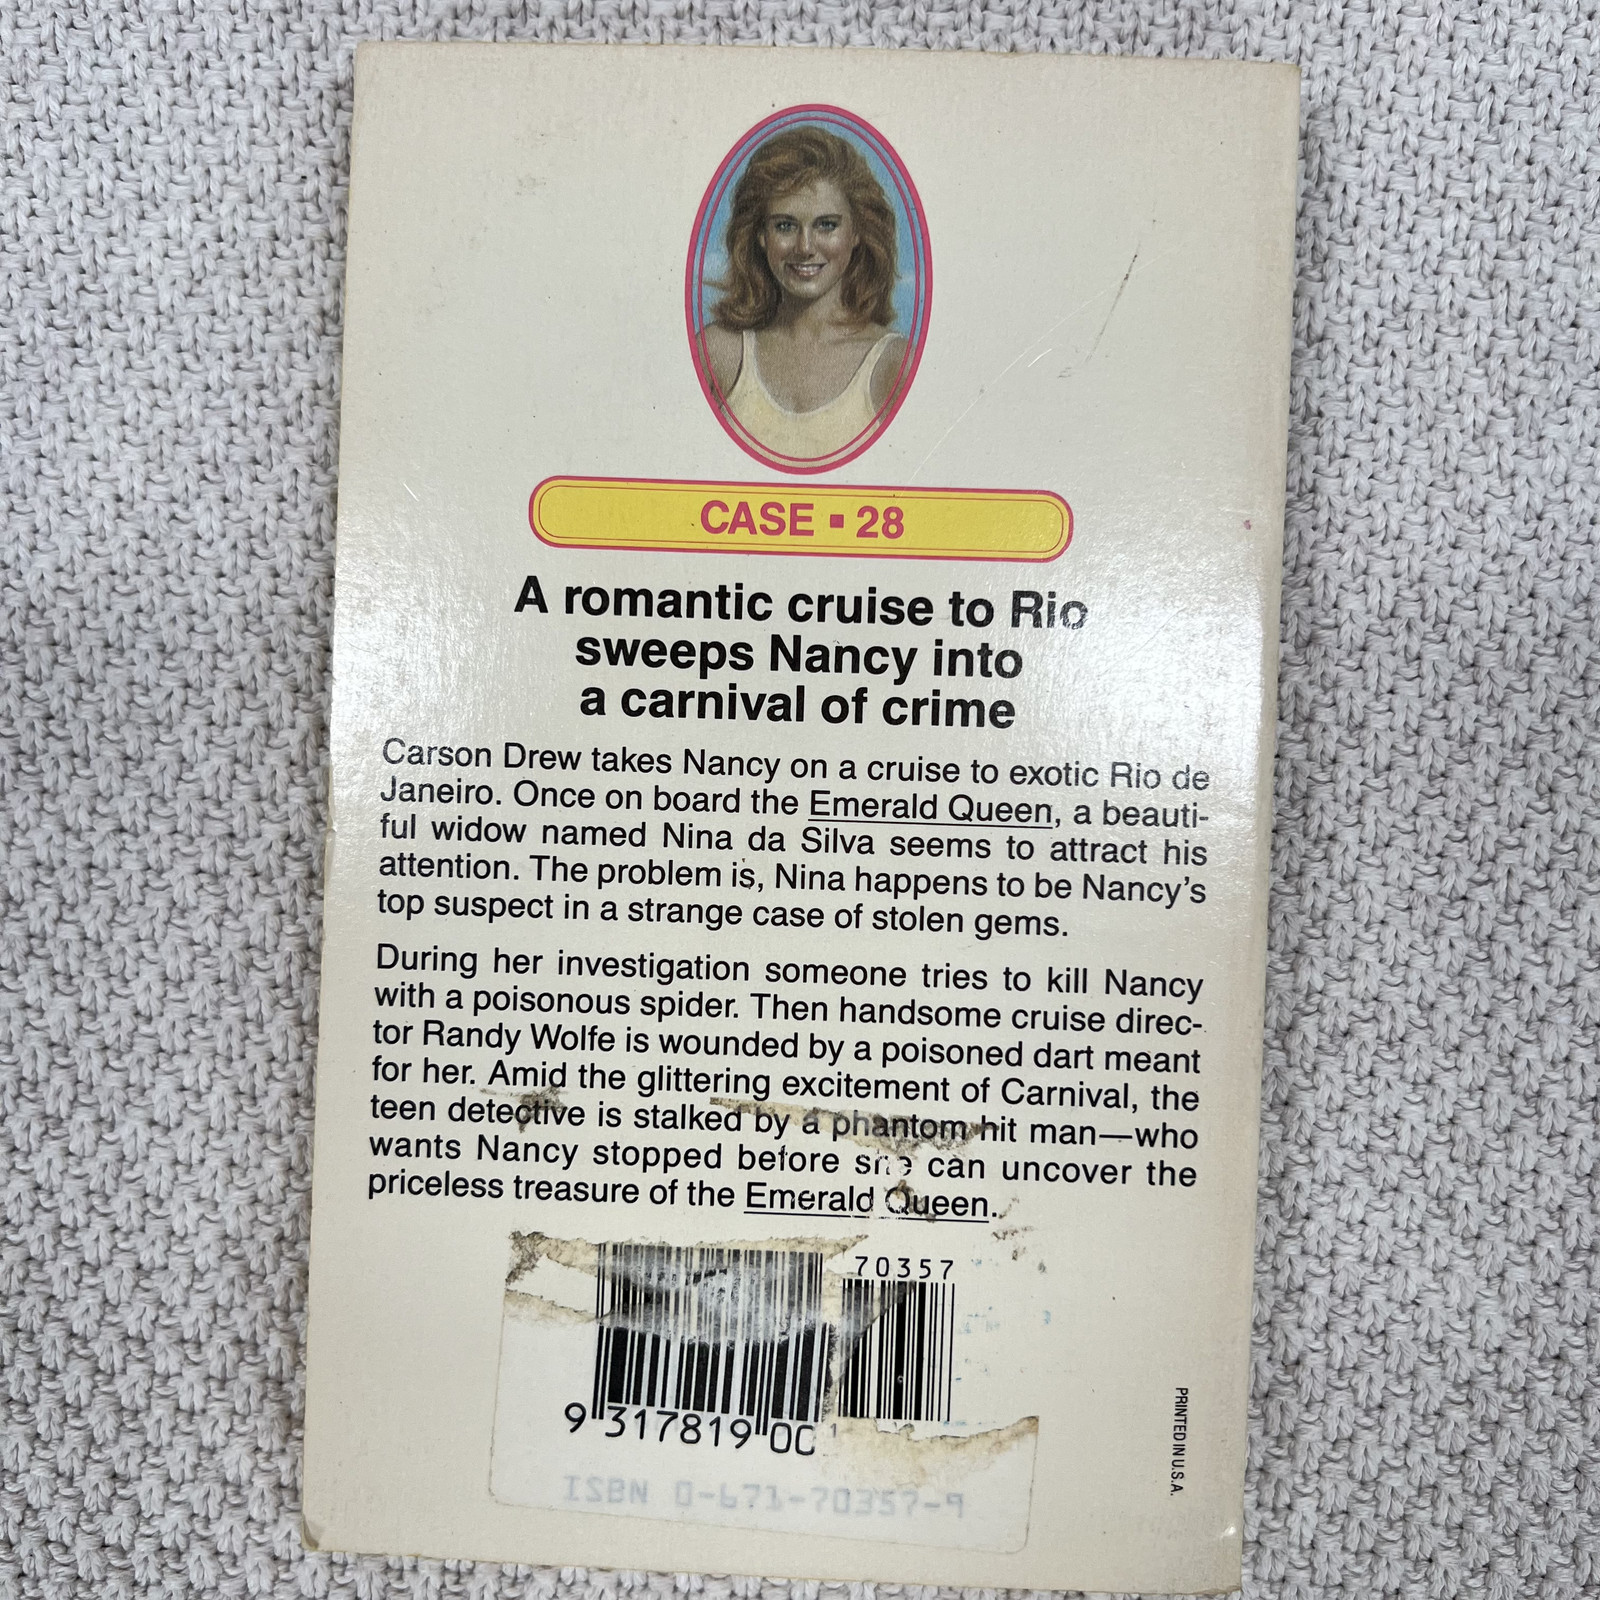 CASE ▪ 28
A romantic cruise to Rio
sweeps Nancy into
a carnival of crime
Carson Drew takes Nancy on a cruise to exotic Rio de
Janeiro. Once on board the Emerald Queen, a beauti-
ful widow named Nina da Silva seems to attract his
attention. The problem is, Nina happens to be Nancy's
top suspect in a strange case of stolen gems.
During her investigation someone tries to kill Nancy
with a poisonous spider. Then handsome cruise direc-
tor Randy Wolfe is wounded by a poisoned dart meant
for her. Amid the glittering excitement of Carnival, the
teen detective is stalked by a phantom hit man—who
wants Nancy stopped before she can uncover the
priceless treasure of the Emerald Queen.
70357
9 317819 00
ISBN 0-671-70357-9
PRINTED IN U.S.A.